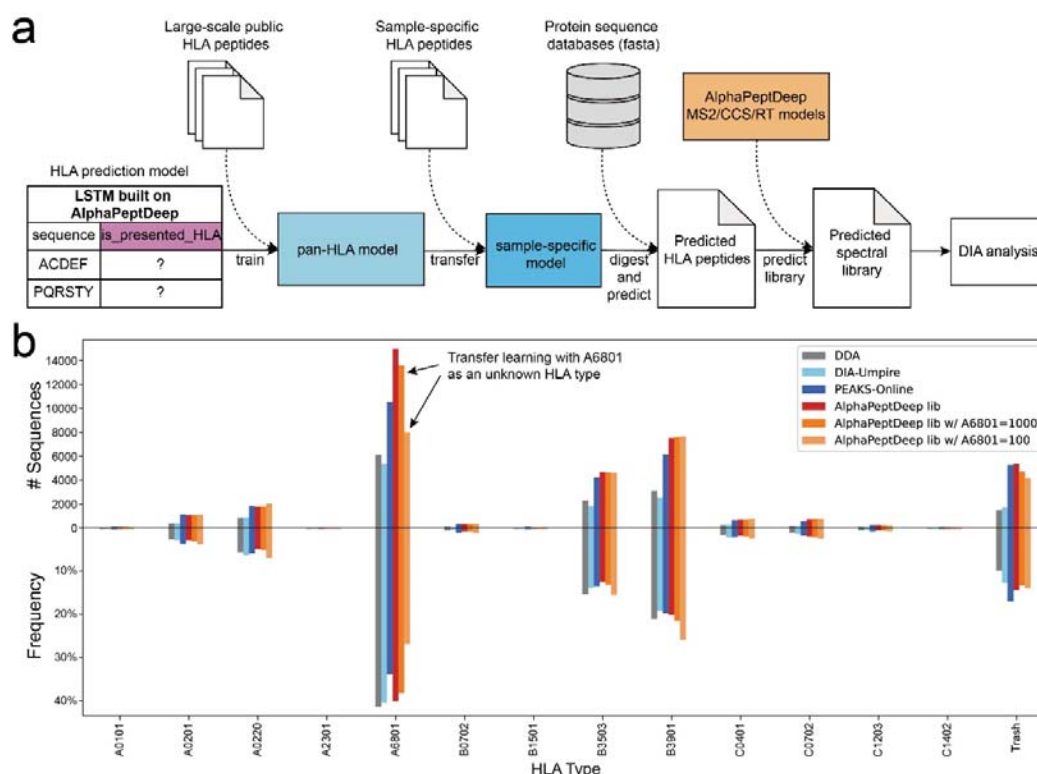 a
Large-scale public
HLA peptides
Sample-specific
HLA peptides
Protein sequence
databases (fasta)
AlphaPeptDeep
MS2/CCS/RT models
HLA prediction model
LSTM built on
AlphaPeptDeep
sequence is_presented_HLA
ACDEF ?
PQRSTY ?
train
pan-HLA model
transfer
sample-specific
model
digest
and
predict
Predicted
HLA peptides
predict
library
Predicted
spectral
library
DIA analysis
b
# Sequences
14000
12000
10000
8000
6000
4000
2000
0
10%
20%
30%
40%
Frequency
Transfer learning with A6801
as an unknown HLA type
DDA
DIA-Umpire
PEAKS-Online
AlphaPeptDeep lib
AlphaPeptDeep lib w/ A6801=1000
AlphaPeptDeep lib w/ A6801=100
A0101
A0201
A0220
A2301
A6801
B0702
B1501
B3503
B3901
C0401
C0702
C1203
C1402
Trash
HLA Type